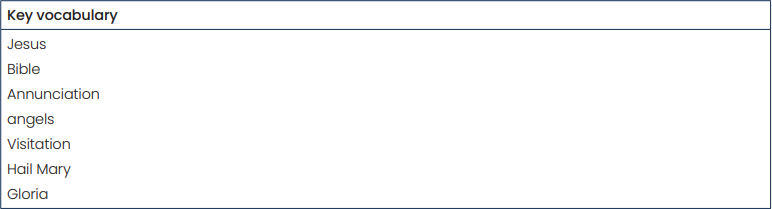 Key vocabulary
Jesus
Bible
Annunciation
angels
Visitation
Hail Mary
Gloria